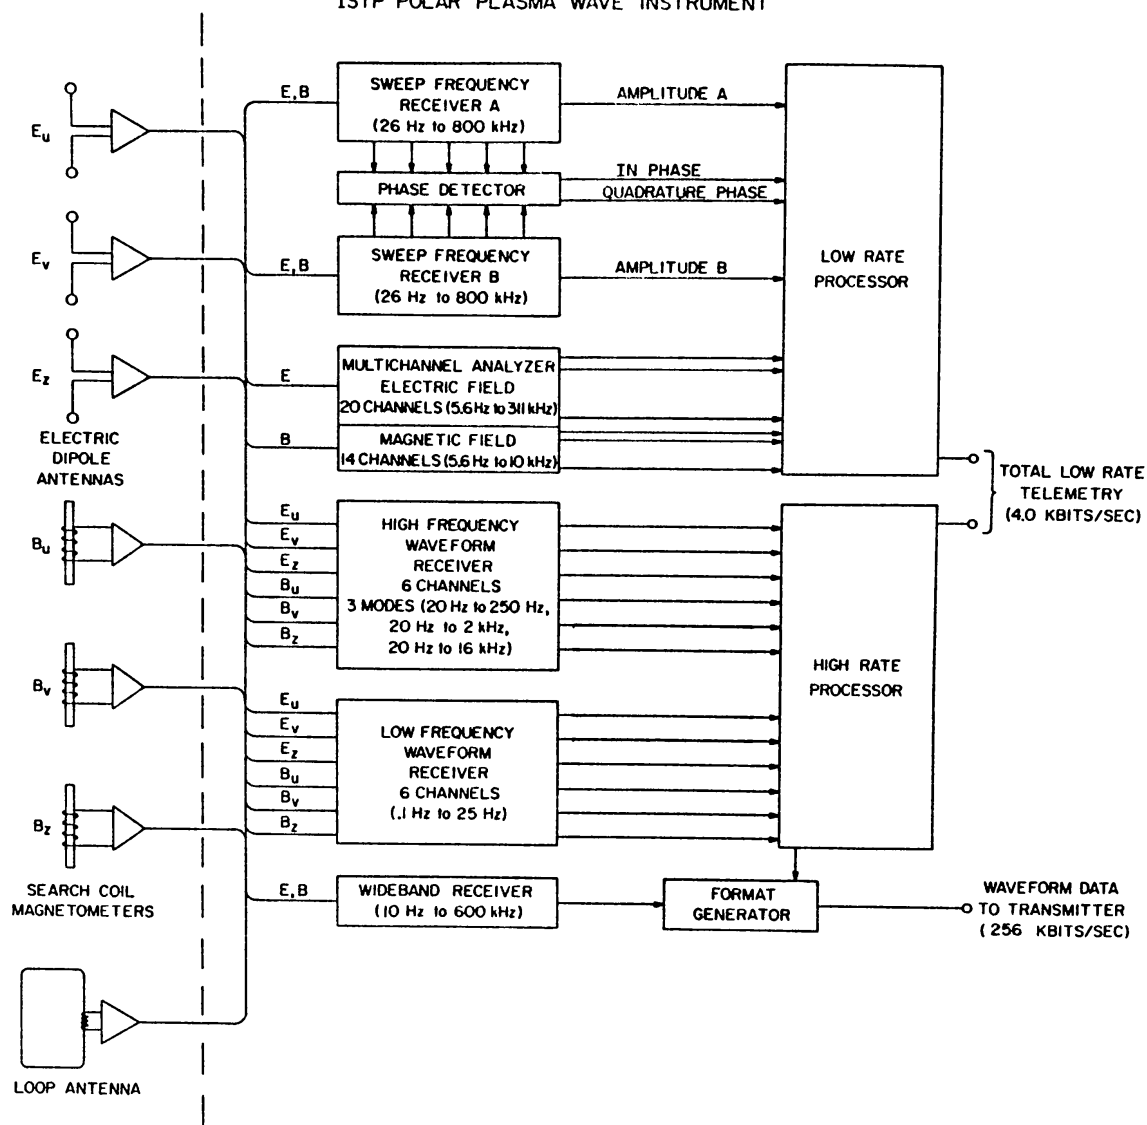 ISTP POLAR PLASMA WAVE INSTRUMENT
Eu
Ev
Ez
ELECTRIC
DIPOLE
ANTENNAS
Bu
Bv
Bz
SEARCH COIL
MAGNETOMETERS
LOOP ANTENNA
E, B
SWEEP FREQUENCY
RECEIVER A
(26 Hz to 800 kHz)
AMPLITUDE A
PHASE DETECTOR
IN PHASE
QUADRATURE PHASE
E, B
SWEEP FREQUENCY
RECEIVER B
(26 Hz to 800 kHz)
AMPLITUDE B
LOW RATE
PROCESSOR
E
MULTICHANNEL ANALYZER
ELECTRIC FIELD
20 CHANNELS (5.6Hz to 311 kHz)
B
MAGNETIC FIELD
14 CHANNELS (5.6Hz to 10 kHz)
TOTAL LOW RATE
TELEMETRY
(4.0 KBITS/SEC)
Eu
Ev
Ez
Bu
Bv
Bz
HIGH FREQUENCY
WAVEFORM
RECEIVER
6 CHANNELS
3 MODES (20 Hz to 250 Hz,
20 Hz to 2 kHz,
20 Hz to 16 kHz)
HIGH RATE
PROCESSOR
Eu
Ev
Ez
Bu
Bv
Bz
LOW FREQUENCY
WAVEFORM
RECEIVER
6 CHANNELS
(.1 Hz to 25 Hz)
E, B
WIDEBAND RECEIVER
(10 Hz to 600 kHz)
FORMAT
GENERATOR
WAVEFORM DATA
TO TRANSMITTER
(256 KBITS/SEC)